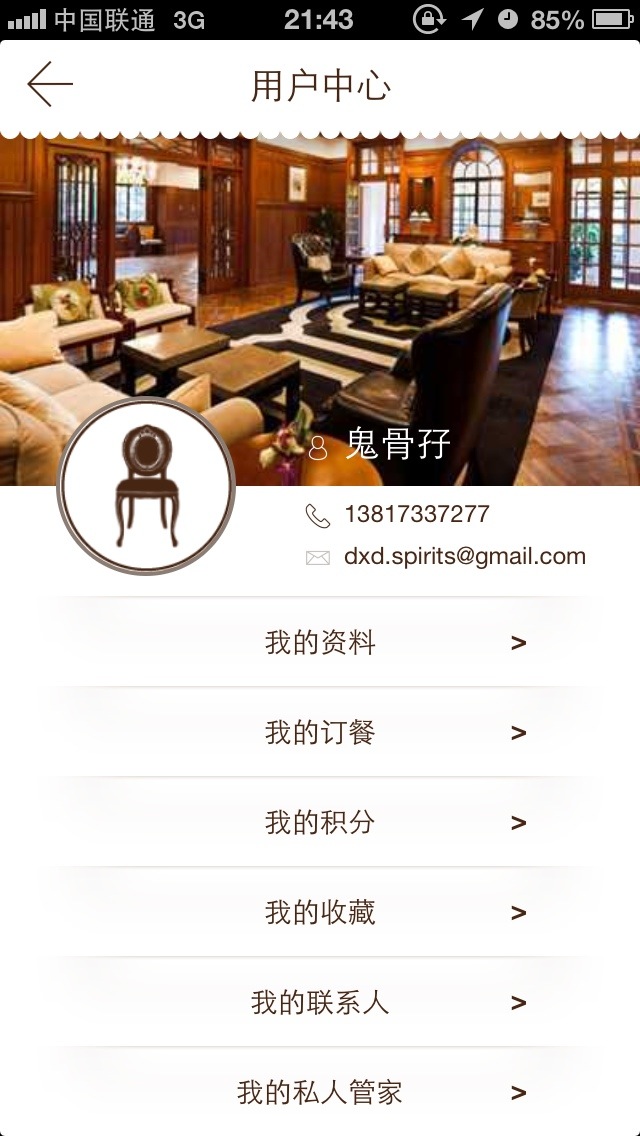 中国联通 3G 21:43 85%
用户中心
鬼骨孖
13817337277
dxd.spirits@gmail.com
我的资料 >
我的订餐 >
我的积分 >
我的收藏 >
我的联系人 >
我的私人管家 >